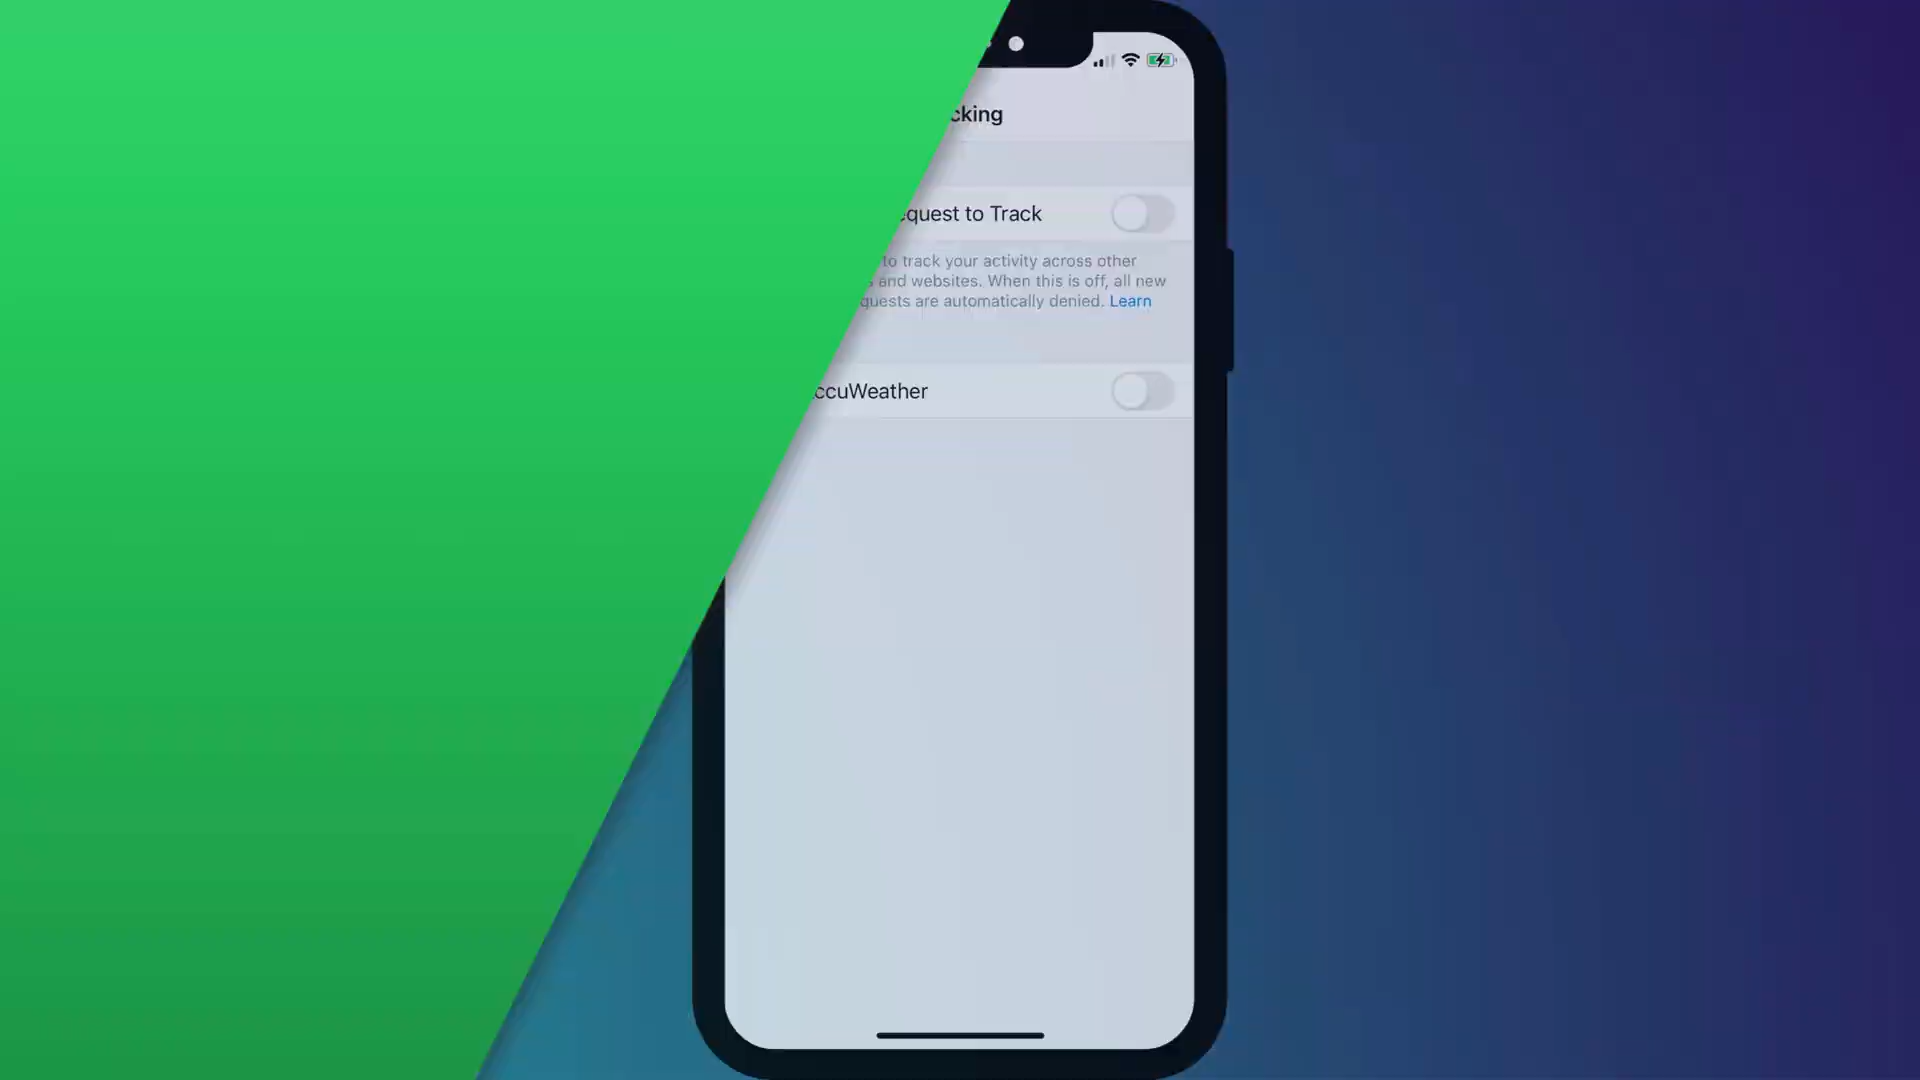 cking
equest to Track
to track your activity across other
and websites. When this is off, all new
quests are automatically denied. Learn
ccuWeather